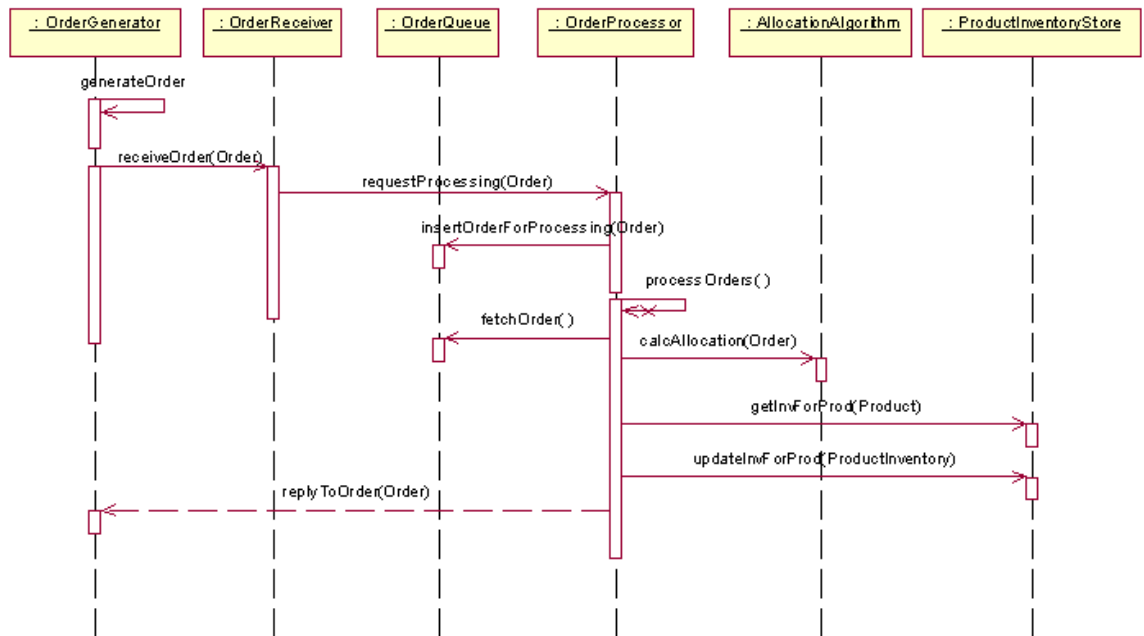 : OrderGenerator
: OrderReceiver
: OrderQueue
: OrderProcessor
: AllocationAlgorithm
: ProductInventoryStore
generateOrder
receiveOrder(Order)
requestProcessing(Order)
insertOrderForProcessing(Order)
processOrders( )
fetchOrder( )
calcAllocation(Order)
getInvForProd(Product)
updateInvForProd(ProductInventory)
replyToOrder(Order)